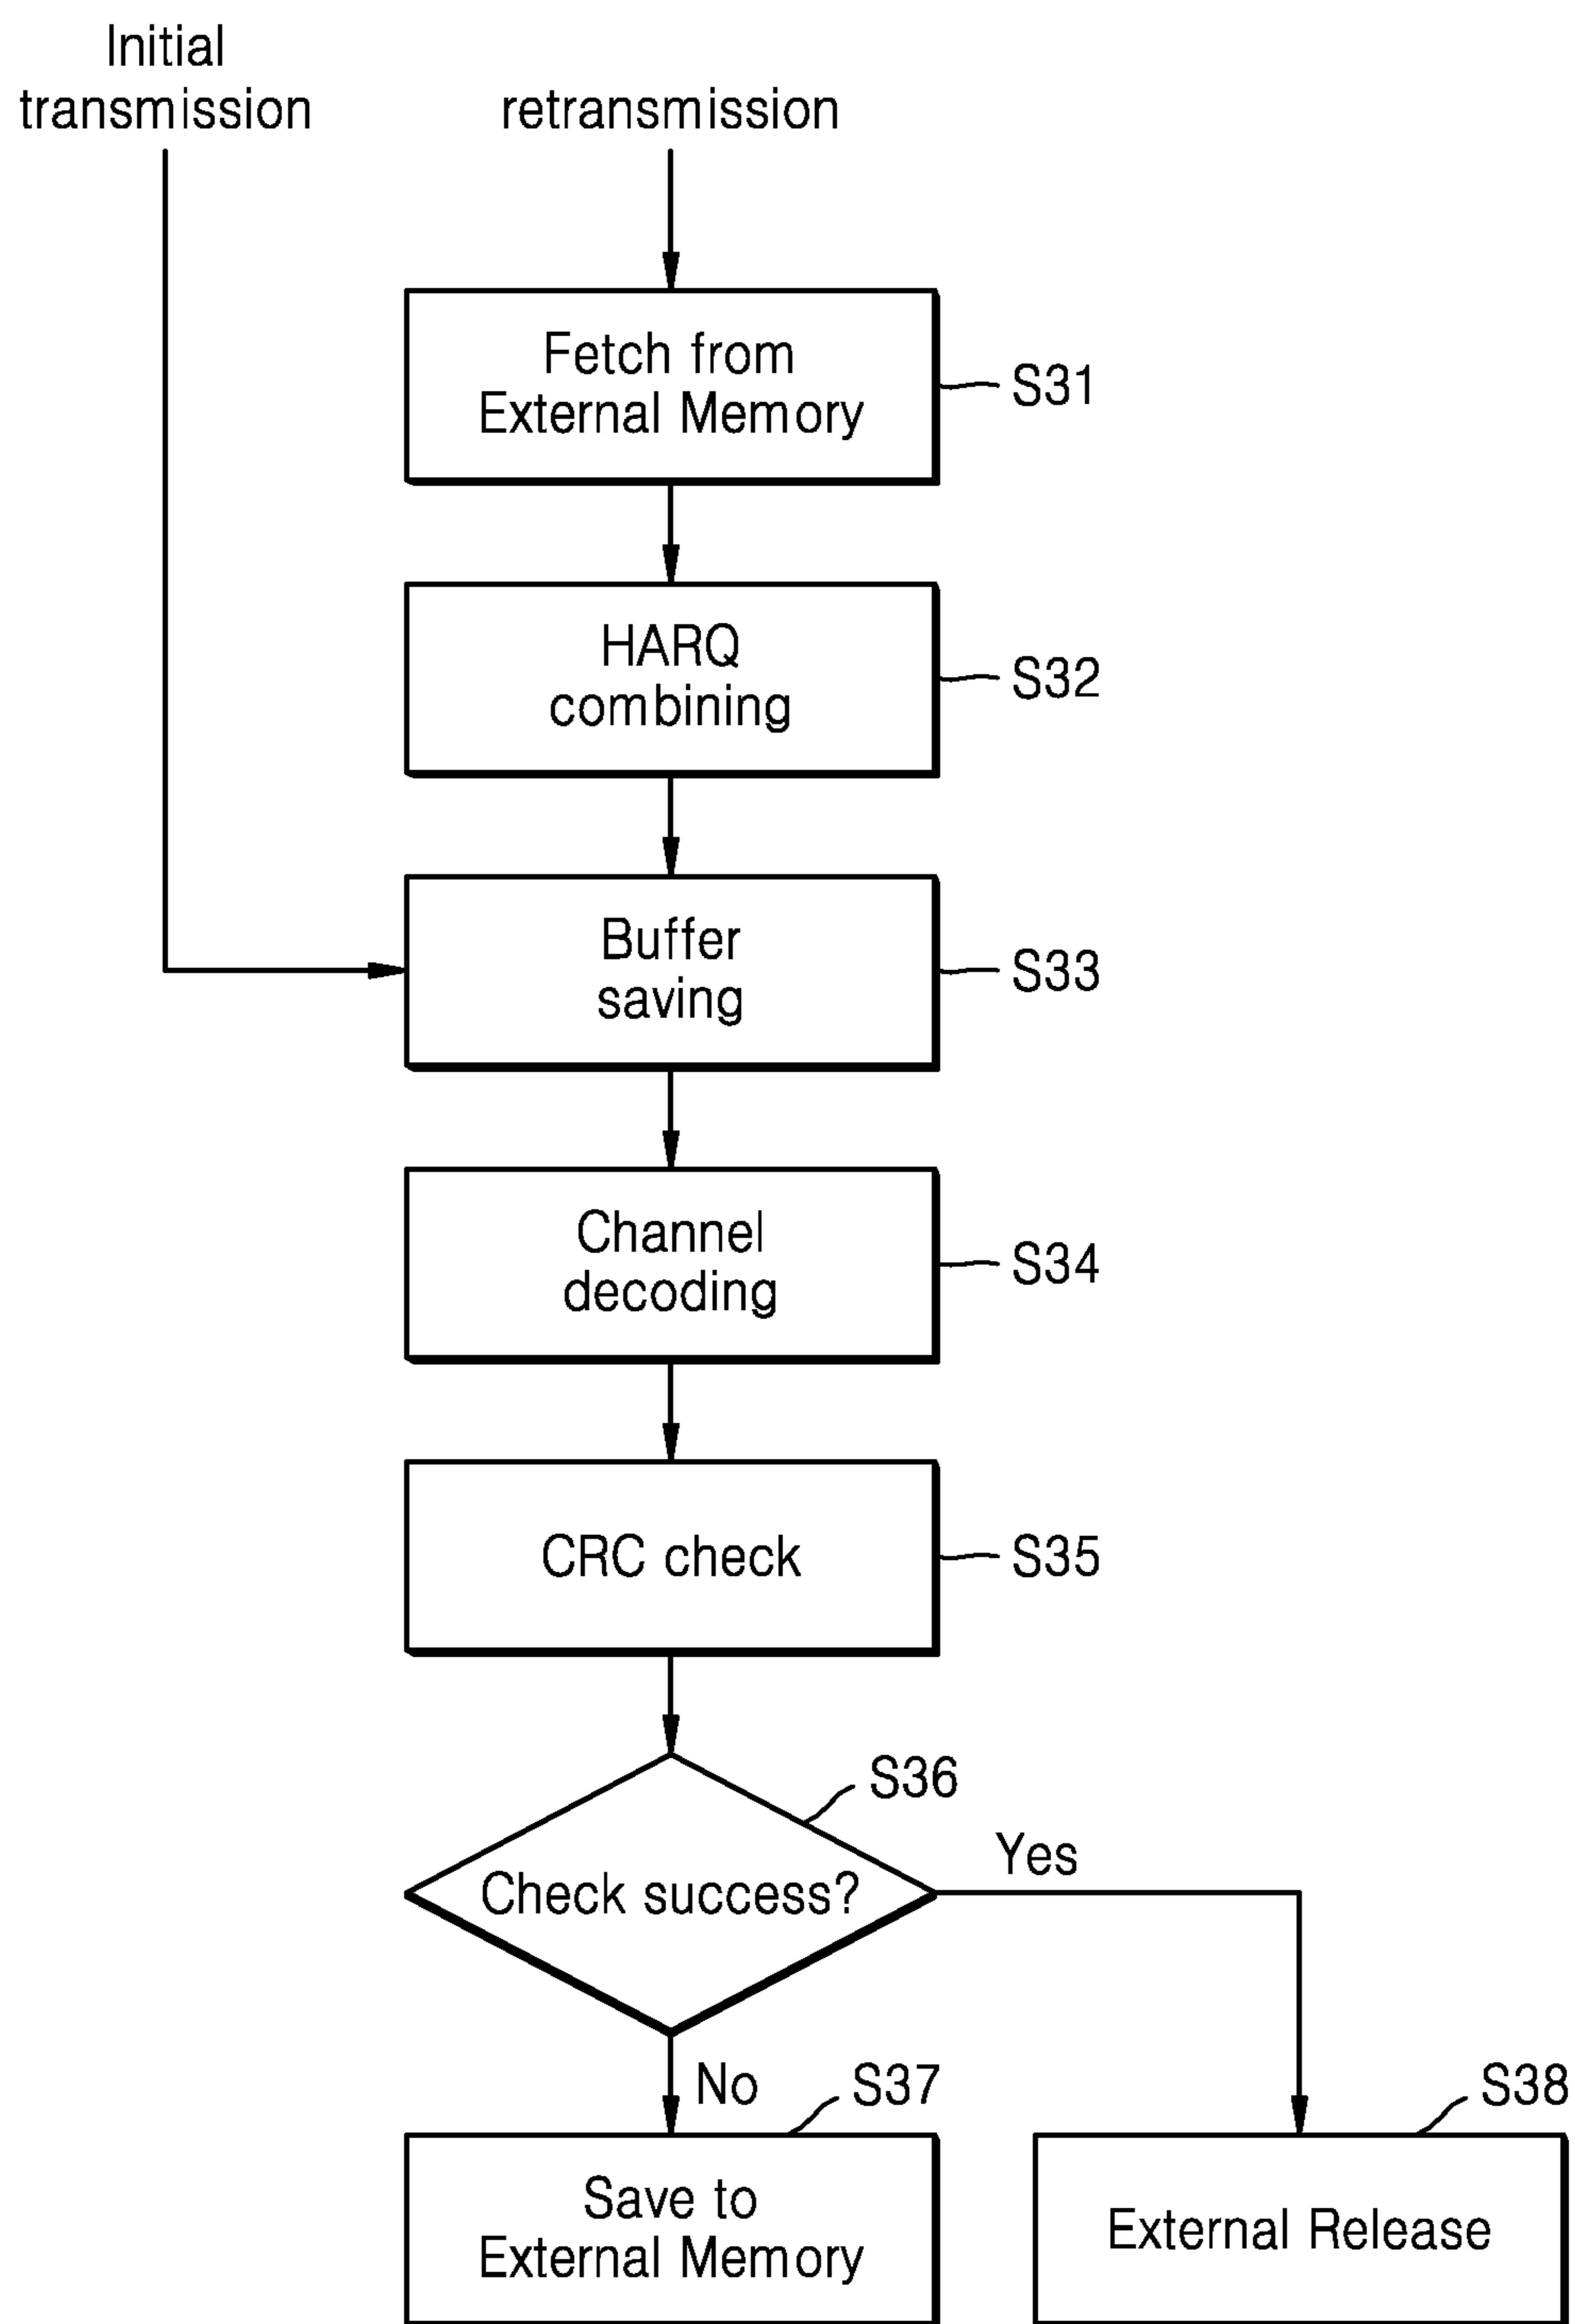 Initial
transmission
retransmission
Fetch from
External Memory
S31
HARQ
combining
S32
Buffer
saving
S33
Channel
decoding
S34
CRC check
S35
S36
Check success?
Yes
No
S37
S38
Save to
External Memory
External Release